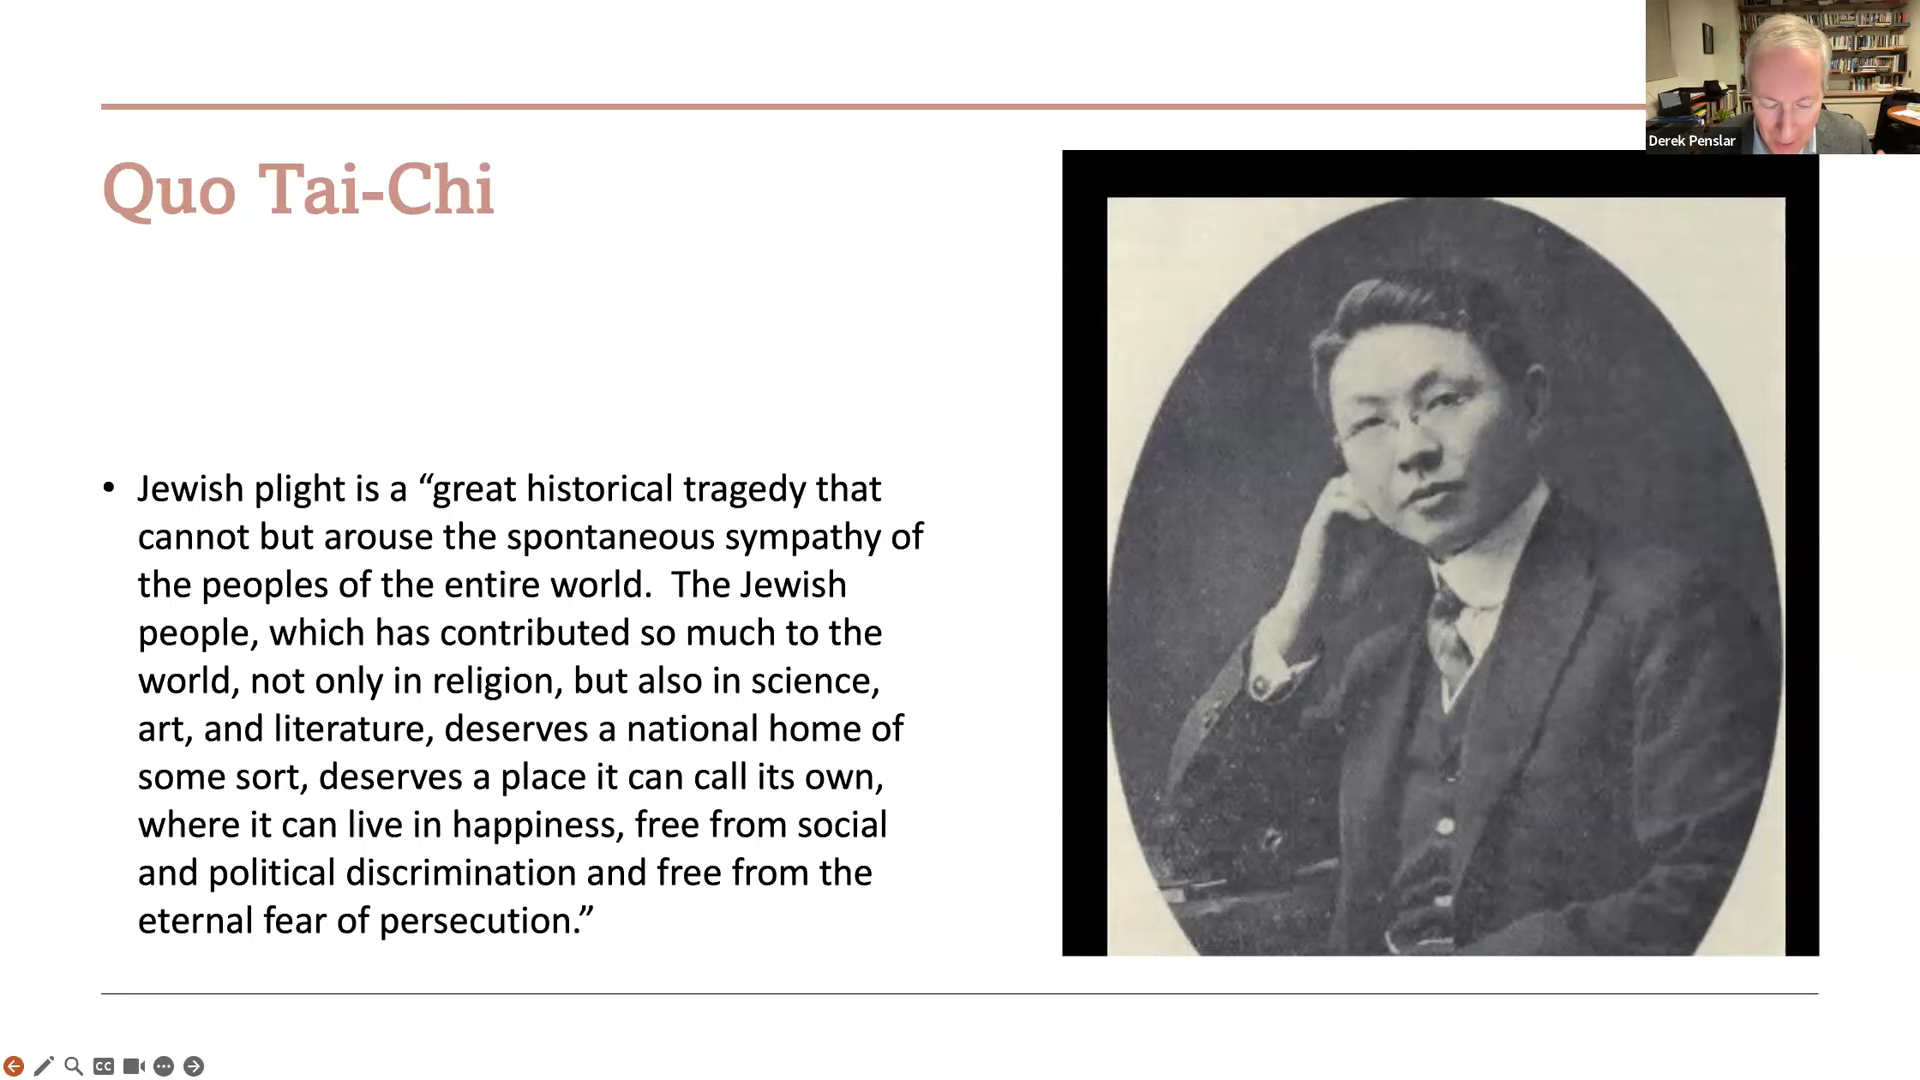 Derek Penslar
Quo Tai-Chi
• Jewish plight is a “great historical tragedy that
cannot but arouse the spontaneous sympathy of
the peoples of the entire world.  The Jewish
people, which has contributed so much to the
world, not only in religion, but also in science,
art, and literature, deserves a national home of
some sort, deserves a place it can call its own,
where it can live in happiness, free from social
and political discrimination and free from the
eternal fear of persecution.”
CC